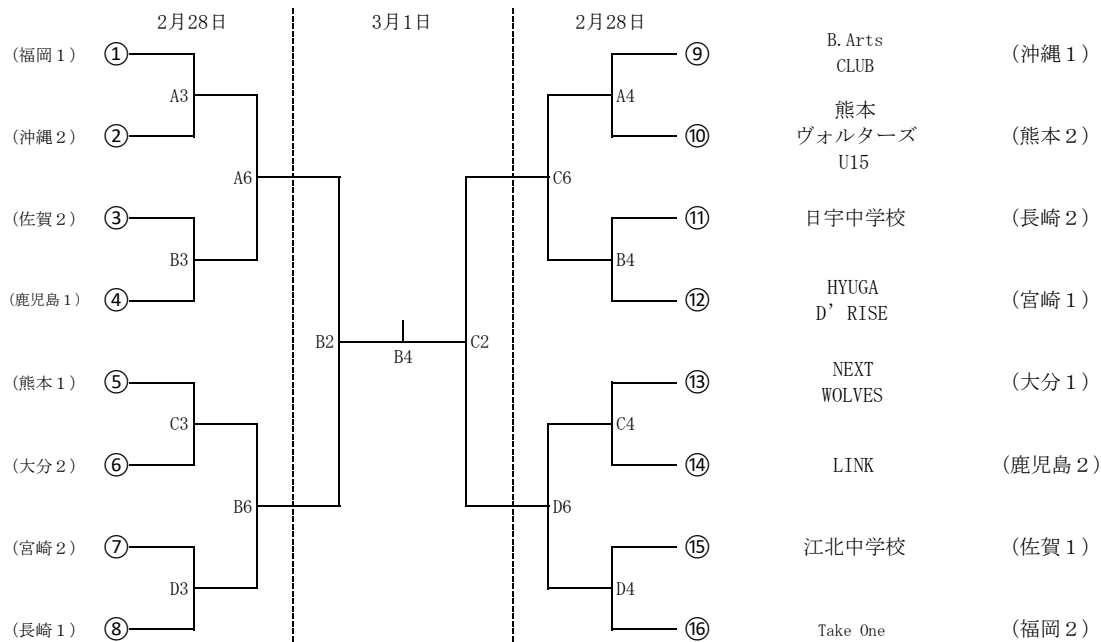 2月28日 3月1日 2月28日
(福岡1) ① ⑨ B.Arts CLUB (沖縄1)
A3 A4
(沖縄2) ② ⑩ 熊本 ヴォルターズ U15 (熊本2)
A6 C6
(佐賀2) ③ ⑪ 日宇中学校 (長崎2)
B3 B4
(鹿児島1) ④ ⑫ HYUGA D’RISE (宮崎1)
B2 B4 C2
(熊本1) ⑤ ⑬ NEXT WOLVES (大分1)
C3 C4
(大分2) ⑥ ⑭ LINK (鹿児島2)
B6 D6
(宮崎2) ⑦ ⑮ 江北中学校 (佐賀1)
D3 D4
(長崎1) ⑧ ⑯ Take One (福岡2)